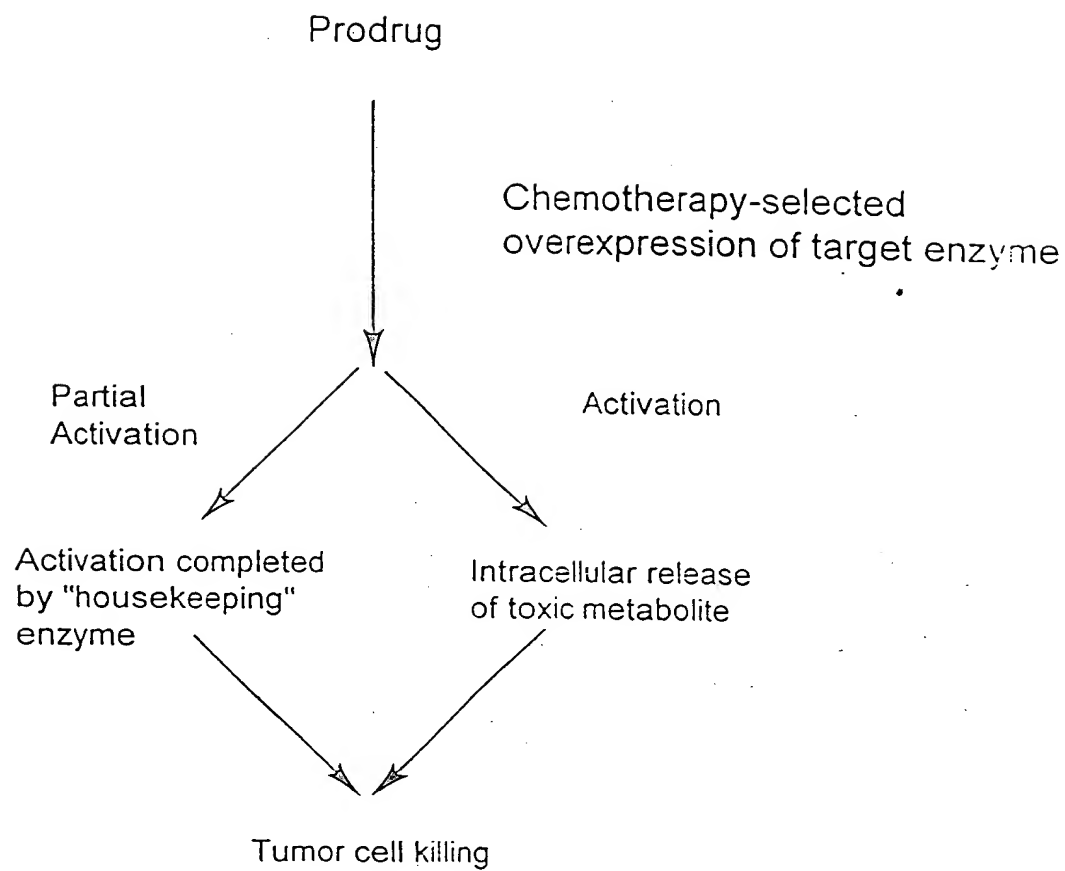 Prodrug
Chemotherapy-selected
overexpression of target enzyme
Partial
Activation
Activation
Activation completed
by "housekeeping"
enzyme
Intracellular release
of toxic metabolite
Tumor cell killing